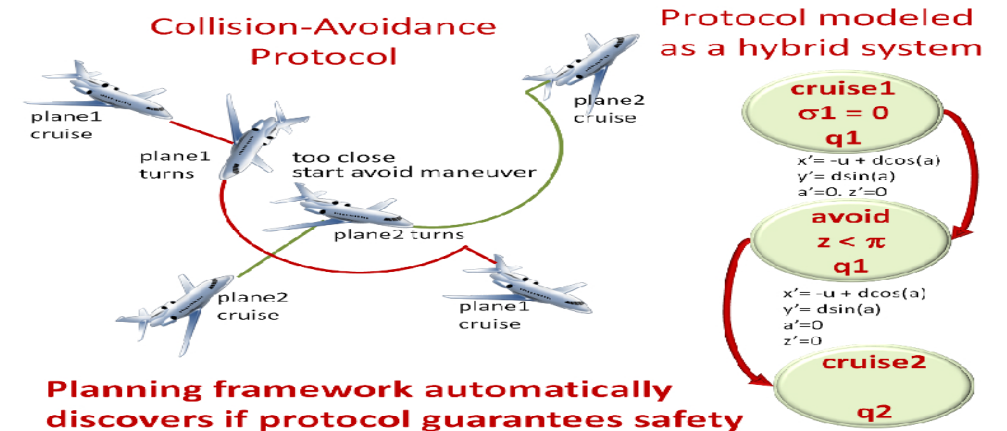 Collision-Avoidance
Protocol
plane1
cruise
plane1
turns
too close
start avoid maneuver
plane2
cruise
plane2 turns
plane2
cruise
plane1
cruise
Planning framework automatically
discovers if protocol guarantees safety
Protocol modeled
as a hybrid system
cruise1
σ1 = 0
q1
x′= -u + dcos(a)
y′= dsin(a)
a′=0. z′=0
avoid
z < π
q1
x′= -u + dcos(a)
y′= dsin(a)
a′=0
z′=0
cruise2
q2